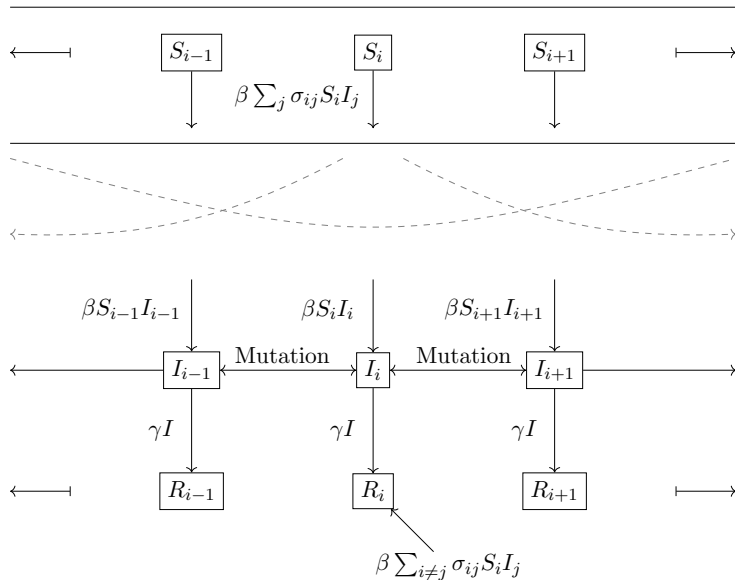 S_{i-1} S_i S_{i+1}
β ∑_j σ_{ij} S_i I_j
βS_{i-1}I_{i-1} βS_iI_i βS_{i+1}I_{i+1}
Mutation Mutation
I_{i-1} I_i I_{i+1}
γI γI γI
R_{i-1} R_i R_{i+1}
β ∑_{i≠j} σ_{ij} S_i I_j